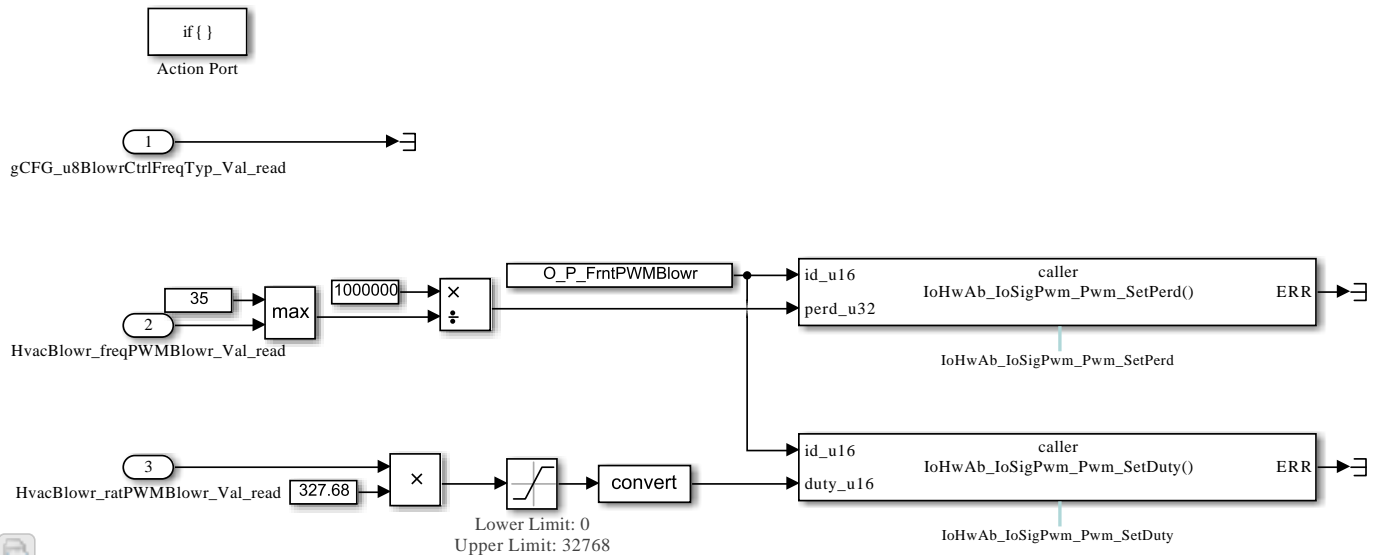 if { }
Action Port
1
gCFG_u8BlowrCtrlFreqTyp_Val_read
35
2
HvacBlowr_freqPWMBlowr_Val_read
max
1000000
×
÷
O_P_FrntPWMBlowr
id_u16
perd_u32
caller
IoHwAb_IoSigPwm_Pwm_SetPerd()
ERR
IoHwAb_IoSigPwm_Pwm_SetPerd
3
HvacBlowr_ratPWMBlowr_Val_read
327.68
×
Lower Limit: 0
Upper Limit: 32768
convert
id_u16
duty_u16
caller
IoHwAb_IoSigPwm_Pwm_SetDuty()
ERR
IoHwAb_IoSigPwm_Pwm_SetDuty